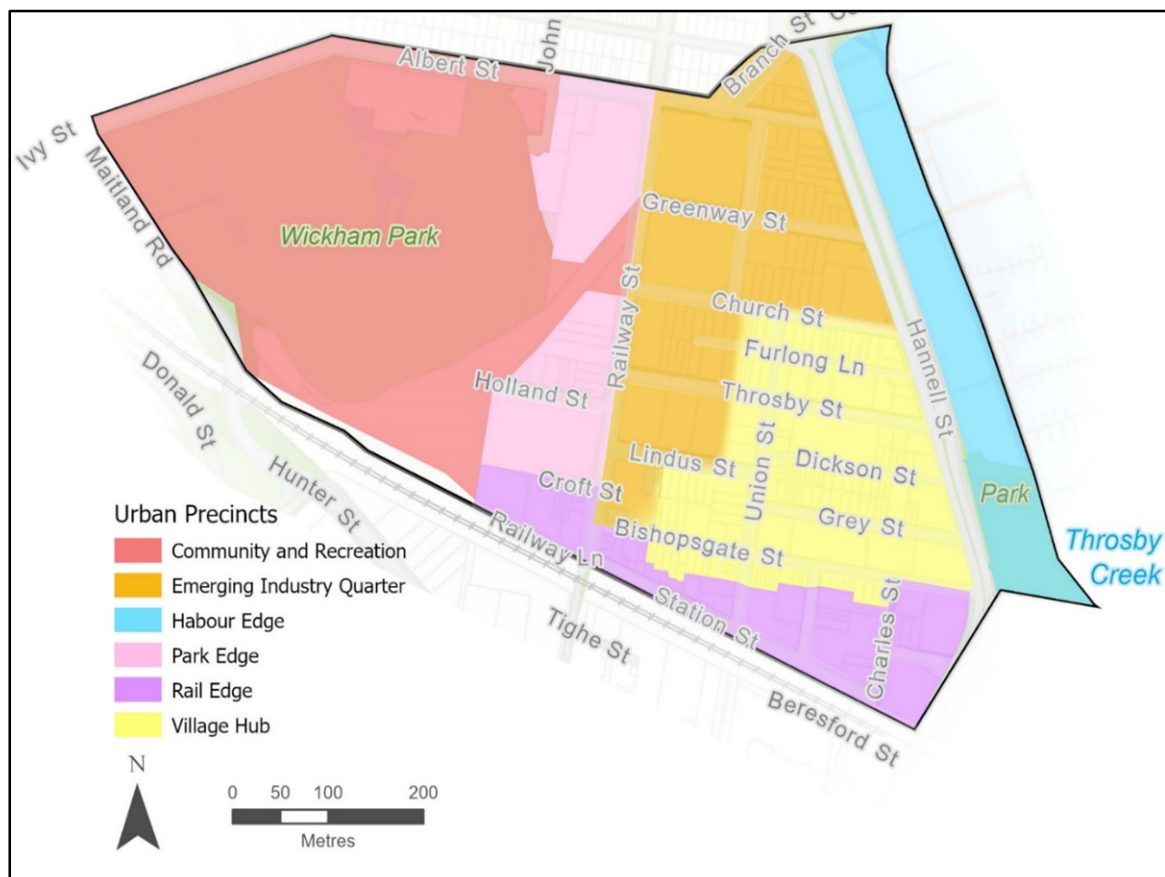 Co
Branch St
John
Albert St
Ivy St
Maitland Rd
Greenway St
Wickham Park
Railway St
Church St
Hannell St
Furlong Ln
Holland St
Throsby St
Donald St
Union St
Lindus St
Dickson St
Hunter St
Croft St
Park
Grey St
Bishopsgate St
Railway Ln
Throsby
Creek
Station St
Charles St
Tighe St
Beresford St
Urban Precincts
Community and Recreation
Emerging Industry Quarter
Habour Edge
Park Edge
Rail Edge
Village Hub
N
0 50 100 200
Metres